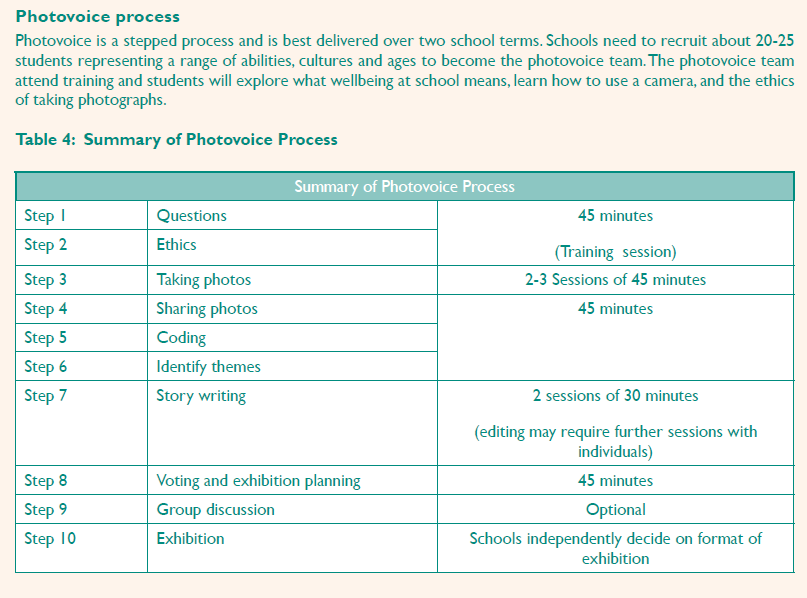 Photovoice process
Photovoice is a stepped process and is best delivered over two school terms. Schools need to recruit about 20-25
students representing a range of abilities, cultures and ages to become the photovoice team. The photovoice team
attend training and students will explore what wellbeing at school means, learn how to use a camera, and the ethics
of taking photographs.
Table 4: Summary of Photovoice Process
Summary of Photovoice Process
Step 1 Questions 45 minutes
Step 2 Ethics (Training session)
Step 3 Taking photos 2-3 Sessions of 45 minutes
Step 4 Sharing photos 45 minutes
Step 5 Coding
Step 6 Identify themes
Step 7 Story writing 2 sessions of 30 minutes
(editing may require further sessions with
individuals)
Step 8 Voting and exhibition planning 45 minutes
Step 9 Group discussion Optional
Step 10 Exhibition Schools independently decide on format of
exhibition